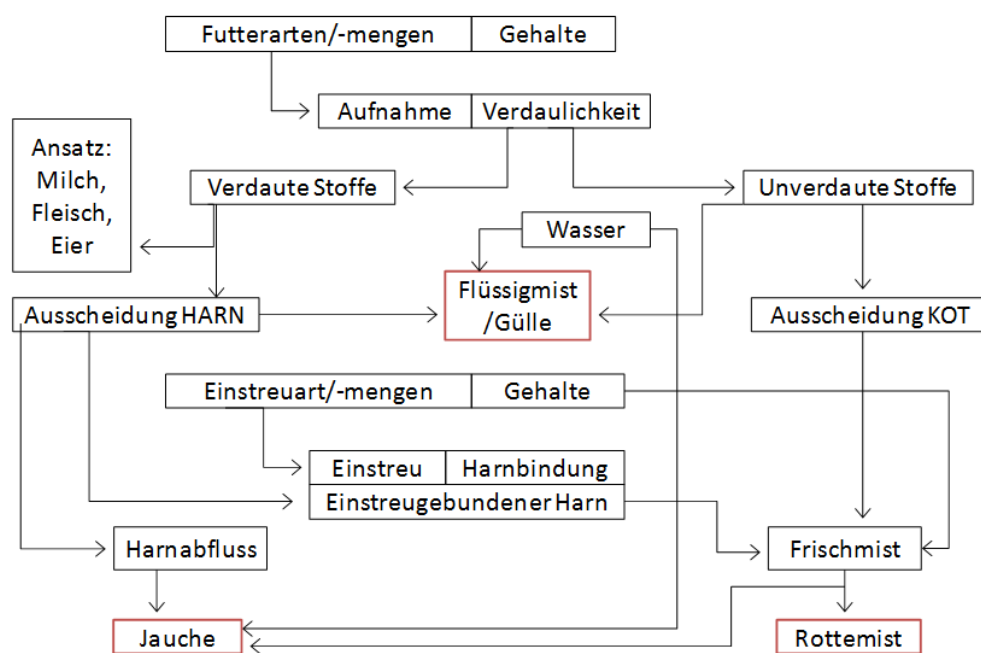 Futterarten/-mengen Gehalte
Aufnahme Verdaulichkeit
Ansatz:
Milch,
Fleisch,
Eier
Verdaute Stoffe
Unverdaute Stoffe
Wasser
Flüssigmist
/Gülle
Ausscheidung HARN
Ausscheidung KOT
Einstreuart/-mengen Gehalte
Einstreu Harnbindung
Einstreugebundener Harn
Harnabfluss
Frischmist
Jauche
Rottemist